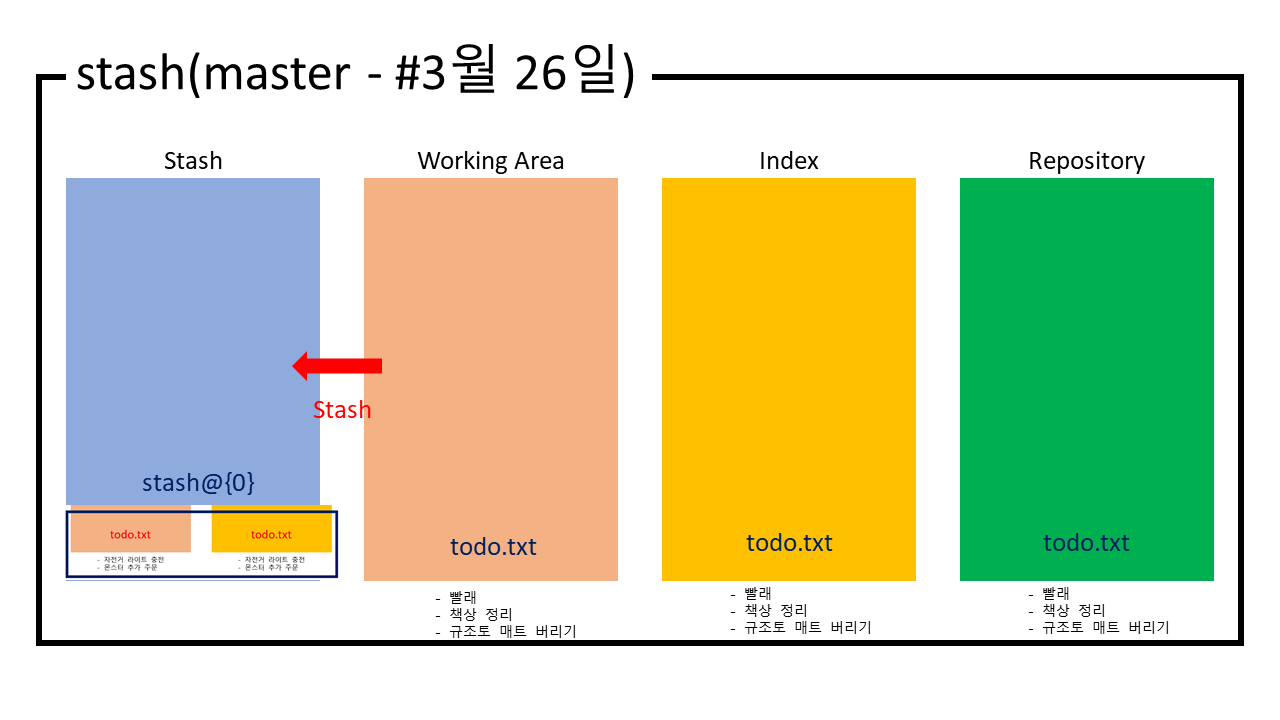 stash(master - #3월 26일)
Stash
Working Area
Index
Repository
Stash
stash@{0}
todo.txt
todo.txt
- 자전거 라이트 충전
- 몬스터 추가 주문
- 자전거 라이트 충전
- 몬스터 추가 주문
todo.txt
- 빨래
- 책상 정리
- 규조토 매트 버리기
todo.txt
- 빨래
- 책상 정리
- 규조토 매트 버리기
todo.txt
- 빨래
- 책상 정리
- 규조토 매트 버리기